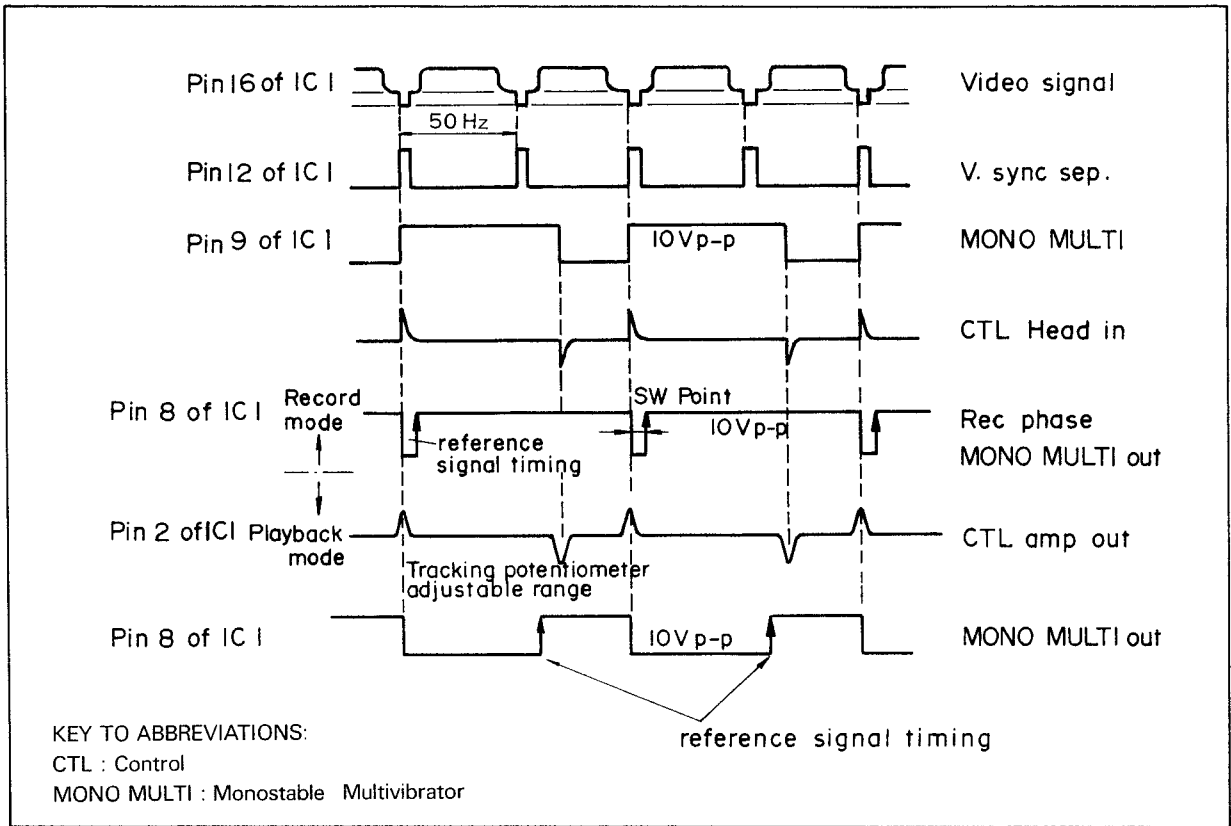 Pin 16 of IC 1
Video signal
50 Hz
Pin 12 of IC 1
V. sync sep.
Pin 9 of IC 1
10Vp-p
MONO MULTI
CTL Head in
Pin 8 of IC 1
Record
mode
SW Point
10Vp-p
Rec phase
MONO MULTI out
reference
signal timing
Pin 2 of IC1
Playback
mode
CTL amp out
Tracking potentiometer
adjustable range
Pin 8 of IC 1
10Vp-p
MONO MULTI out
reference signal timing
KEY TO ABBREVIATIONS:
CTL : Control
MONO MULTI : Monostable Multivibrator